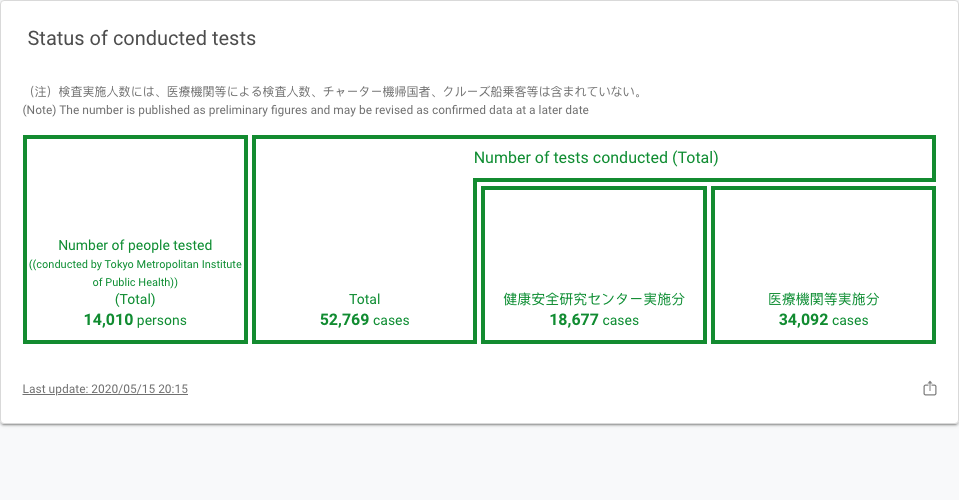 Status of conducted tests
（注）検査実施人数には、医療機関等による検査人数、チャーター機帰国者、クルーズ船乗客等は含まれていない。
(Note) The number is published as preliminary figures and may be revised as confirmed data at a later date
Number of tests conducted (Total)
Number of people tested
((conducted by Tokyo Metropolitan Institute
of Public Health))
(Total)
14,010 persons
Total
52,769 cases
健康安全研究センター実施分
18,677 cases
医療機関等実施分
34,092 cases
Last update: 2020/05/15 20:15